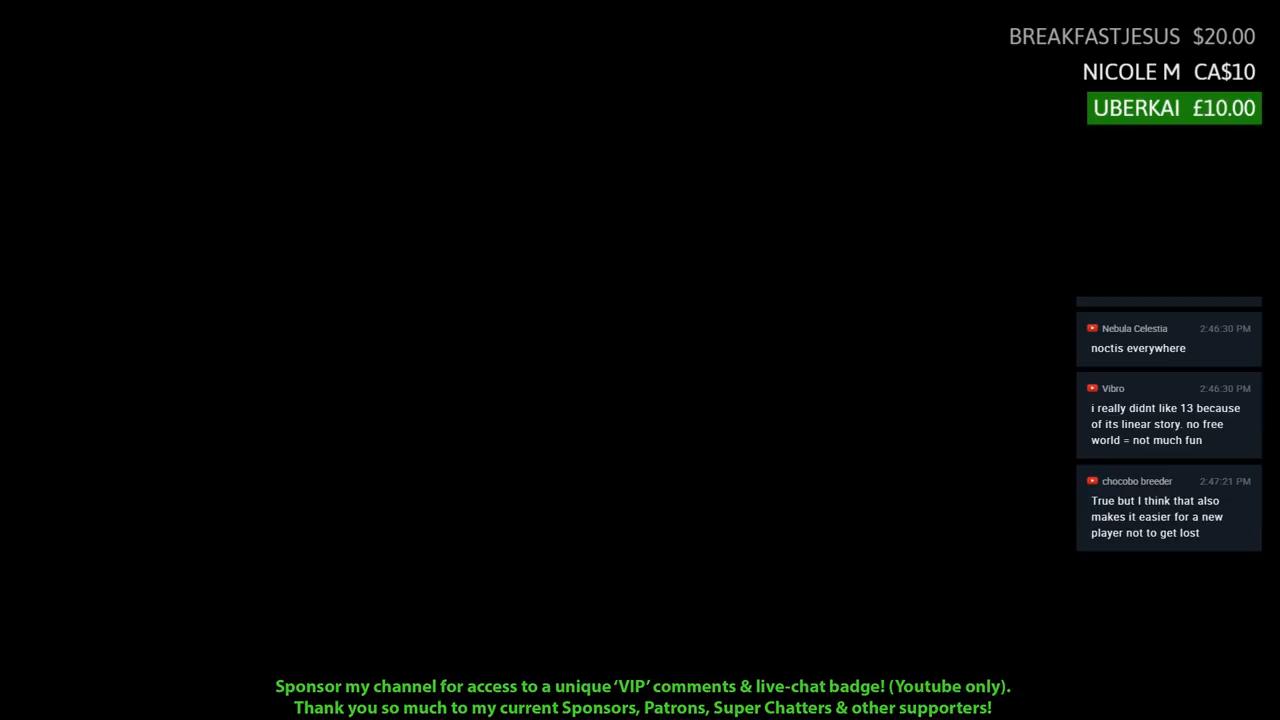 BREAKFASTJESUS $20.00
NICOLE M CA$10
UBERKAI £10.00
Nebula Celestia 2:46:30 PM
noctis everywhere
Vibro 2:46:30 PM
i really didnt like 13 because
of its linear story. no free
world = not much fun
chocobo breeder 2:47:21 PM
True but I think that also
makes it easier for a new
player not to get lost
Sponsor my channel for access to a unique ‘VIP’ comments & live-chat badge! (Youtube only).
Thank you so much to my current Sponsors, Patrons, Super Chatters & other supporters!